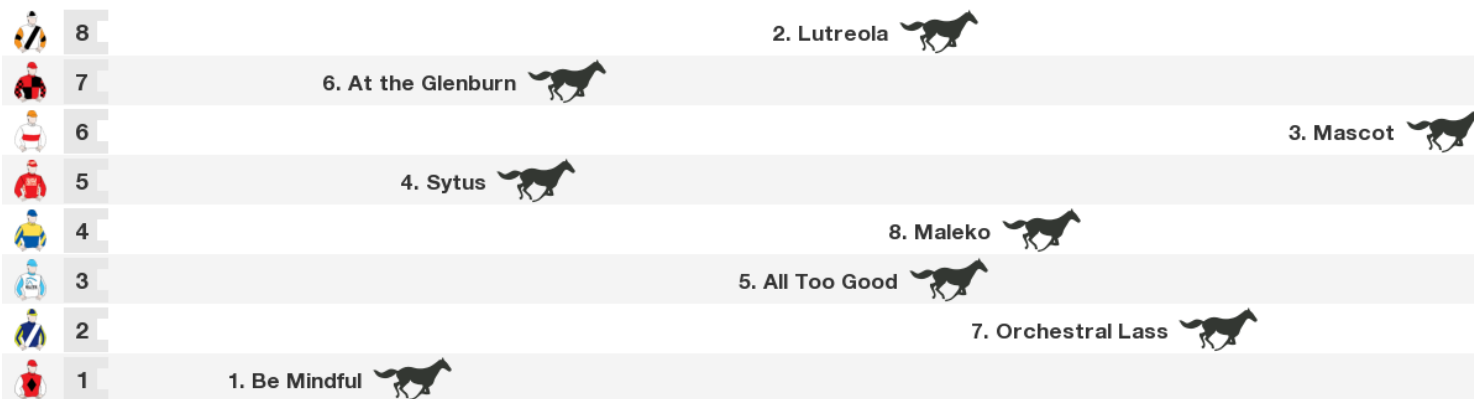 8 2. Lutreola
7 6. At the Glenburn
6 3. Mascot
5 4. Sytus
4 8. Maleko
3 5. All Too Good
2 7. Orchestral Lass
1 1. Be Mindful